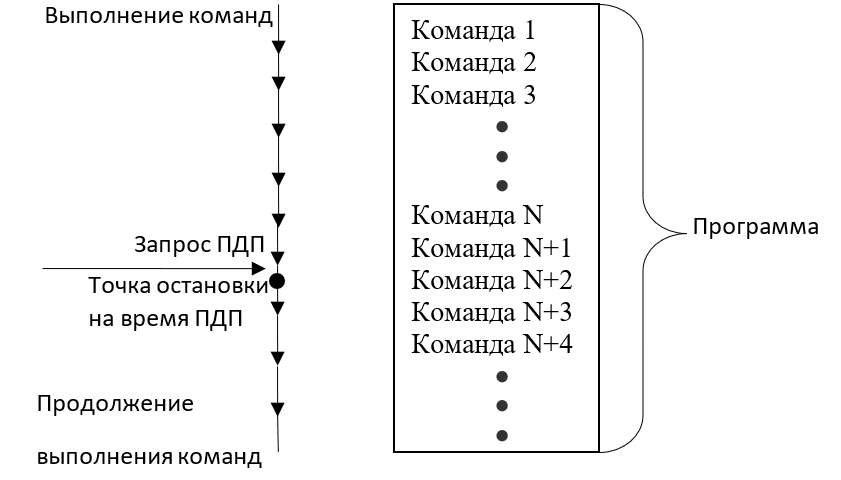 Выполнение команд
Запрос ПДП
Точка остановки
на время ПДП
Продолжение
выполнения команд
Команда 1
Команда 2
Команда 3
Команда N
Команда N+1
Команда N+2
Команда N+3
Команда N+4
Программа